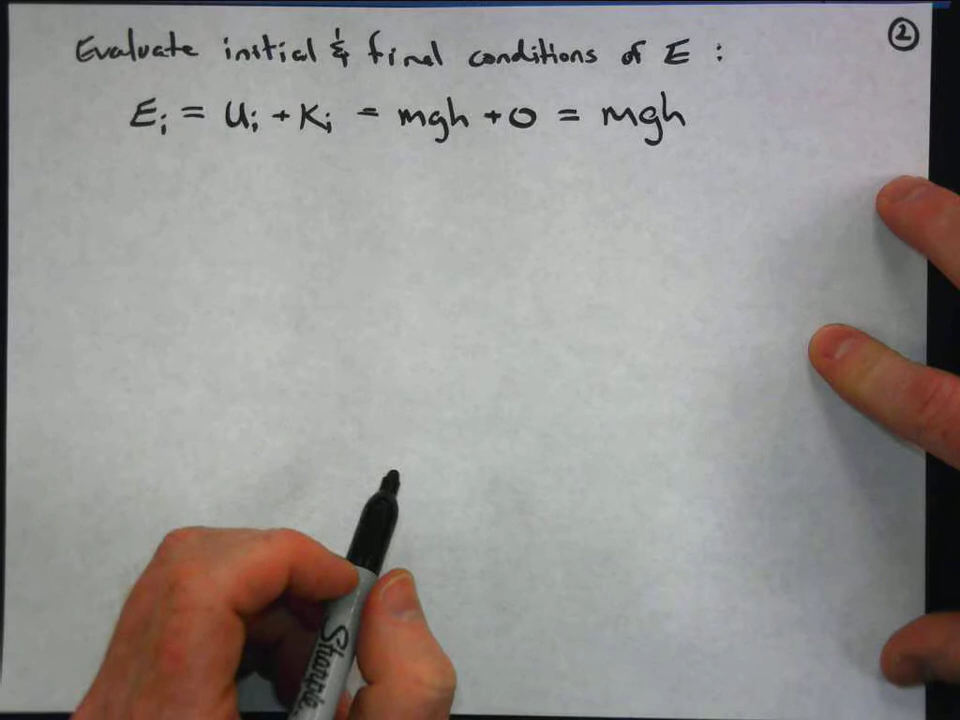 Evaluate initial & final conditions of E :
②
Eᵢ = Uᵢ + Kᵢ = mgh + 0 = mgh
Sharpie